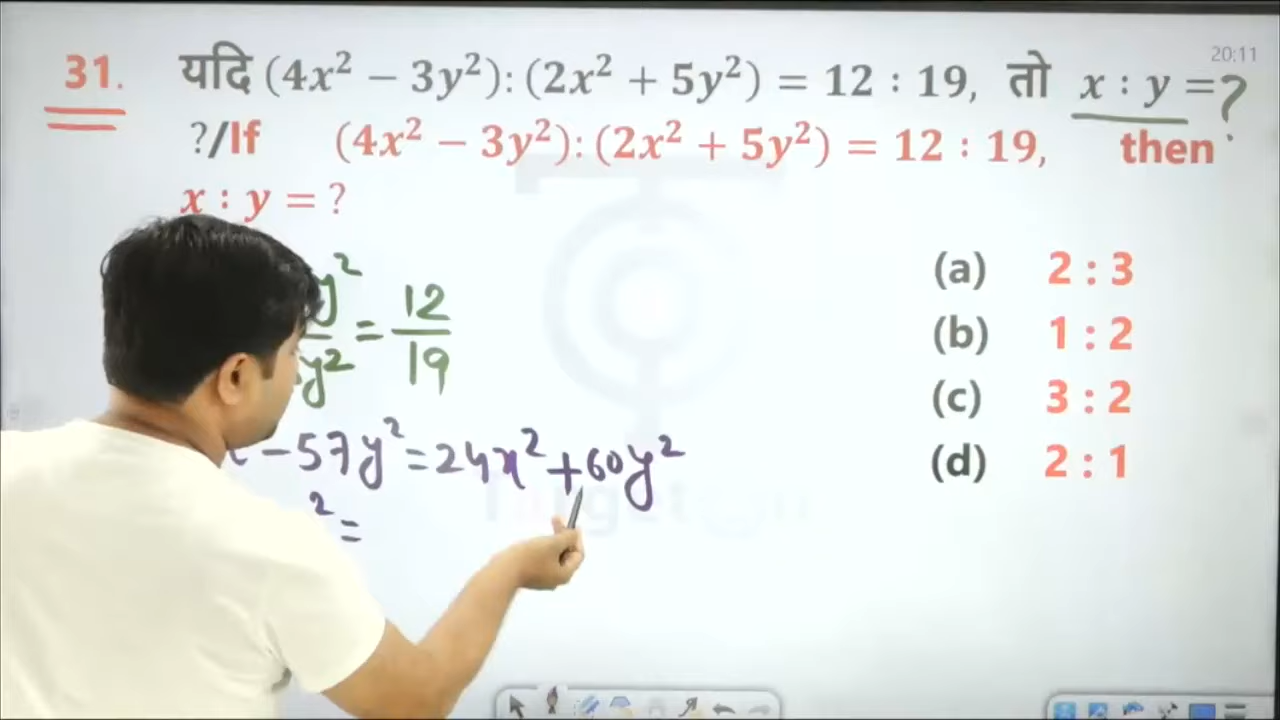 20:11
31. यदि (4x² − 3y²): (2x² + 5y²) = 12 : 19, तो x : y =?
?/If (4x² − 3y²): (2x² + 5y²) = 12 : 19, then
x : y = ?
(a) 2 : 3
(b) 1 : 2
(c) 3 : 2
(d) 2 : 1
y² = 12
y² 19
− 57y² = 24x² + 60y²
² =